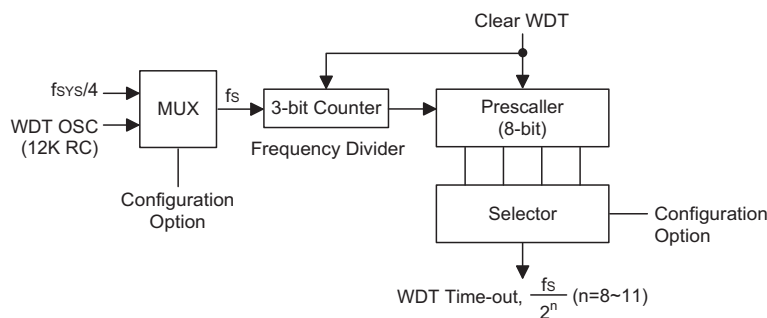 Clear WDT
fSYS/4
WDT OSC
(12K RC)
MUX
fS
3-bit Counter
Frequency Divider
Prescaller
(8-bit)
Configuration
Option
Selector
Configuration
Option
WDT Time-out, fS/2^n (n=8~11)